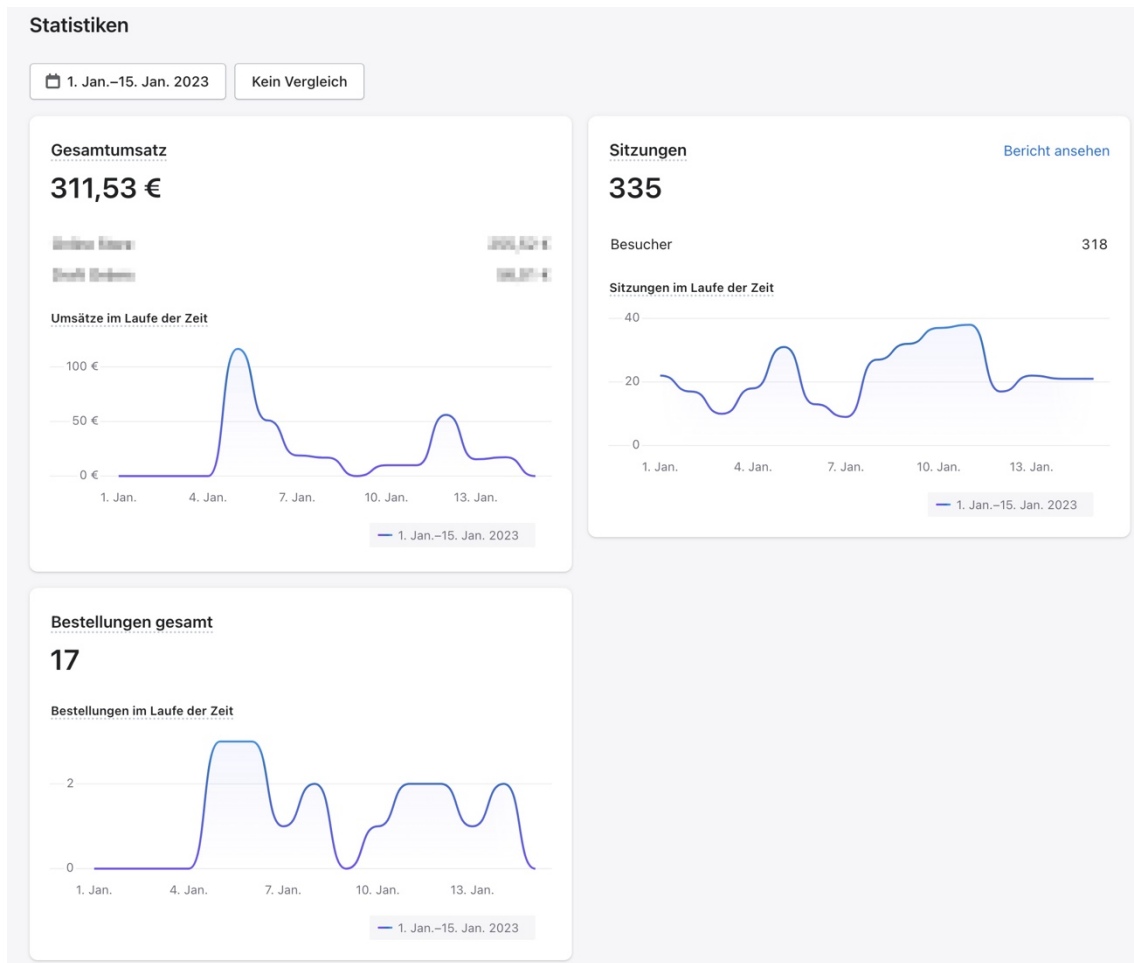 Statistiken
1. Jan.–15. Jan. 2023
Kein Vergleich
Gesamtumsatz
311,53 €
Umsätze im Laufe der Zeit
100 €
50 €
0 €
1. Jan. 4. Jan. 7. Jan. 10. Jan. 13. Jan.
1. Jan.–15. Jan. 2023
Sitzungen
Bericht ansehen
335
Besucher 318
Sitzungen im Laufe der Zeit
40
20
0
1. Jan. 4. Jan. 7. Jan. 10. Jan. 13. Jan.
1. Jan.–15. Jan. 2023
Bestellungen gesamt
17
Bestellungen im Laufe der Zeit
2
0
1. Jan. 4. Jan. 7. Jan. 10. Jan. 13. Jan.
1. Jan.–15. Jan. 2023